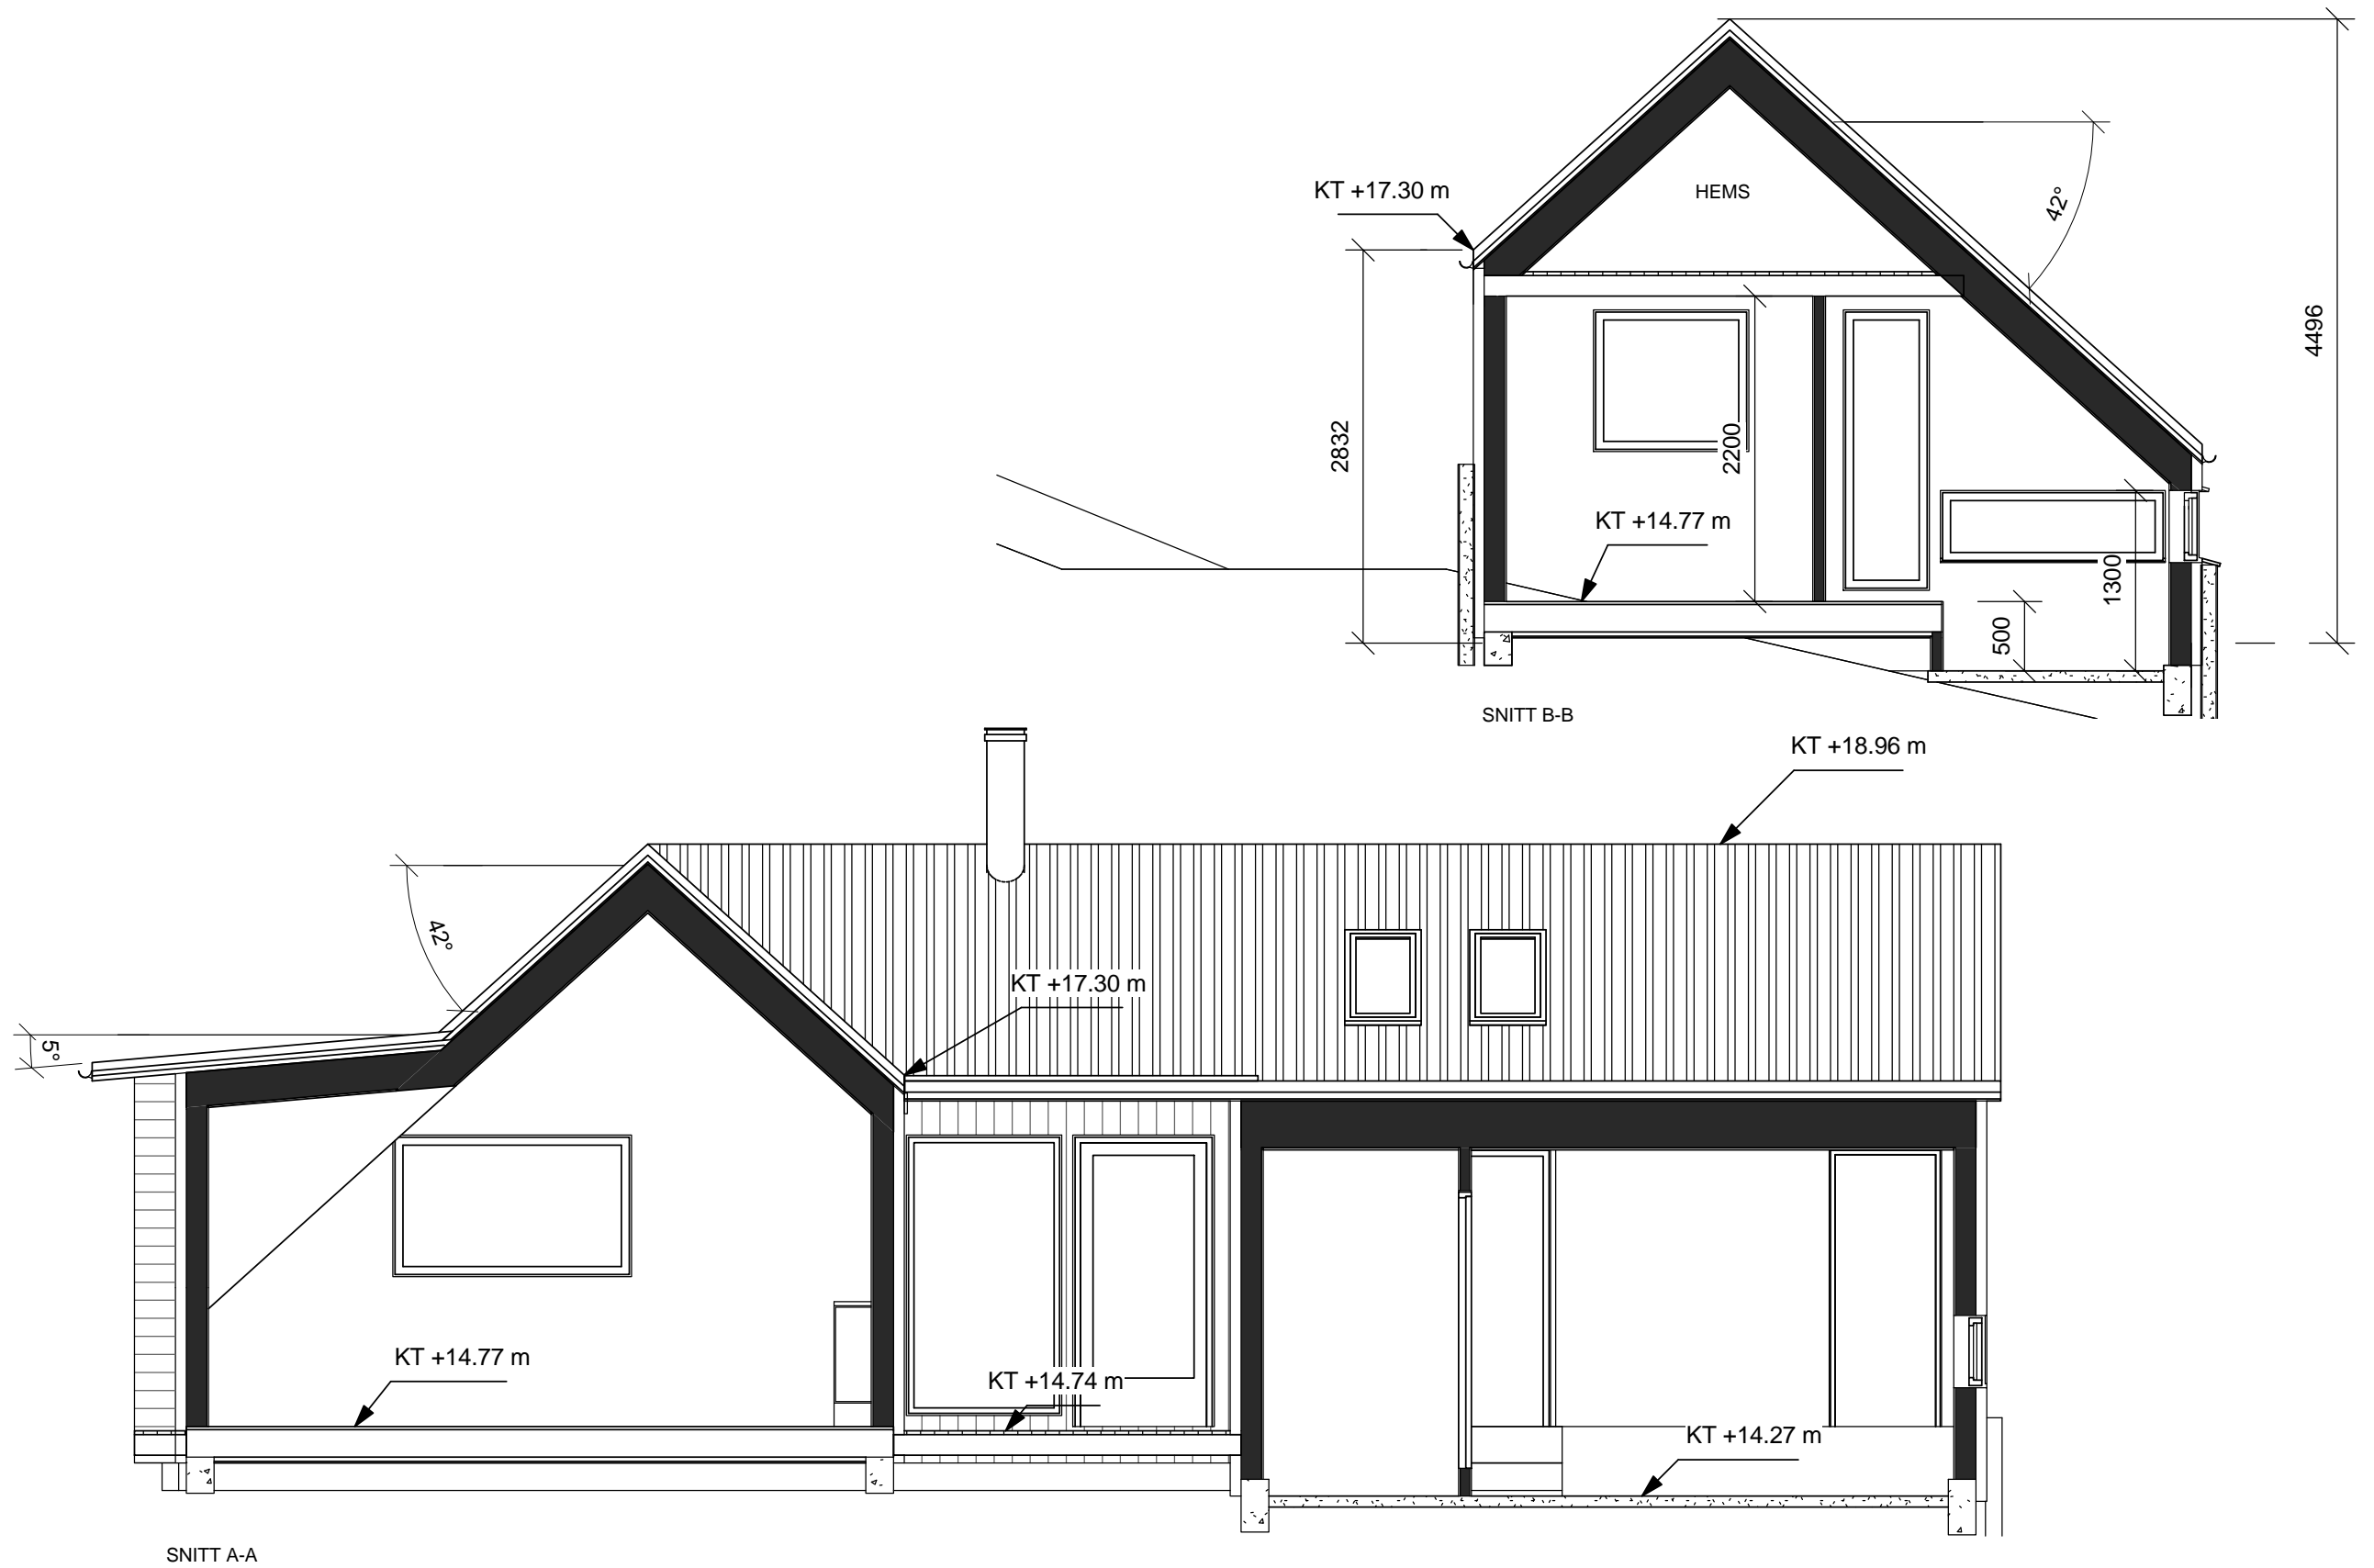 KT +17.30 m
HEMS
42°
4496
2832
2200
KT +14.77 m
1300
500
SNITT B-B
KT +18.96 m
42°
KT +17.30 m
5°
KT +14.77 m
KT +14.74 m
KT +14.27 m
SNITT A-A